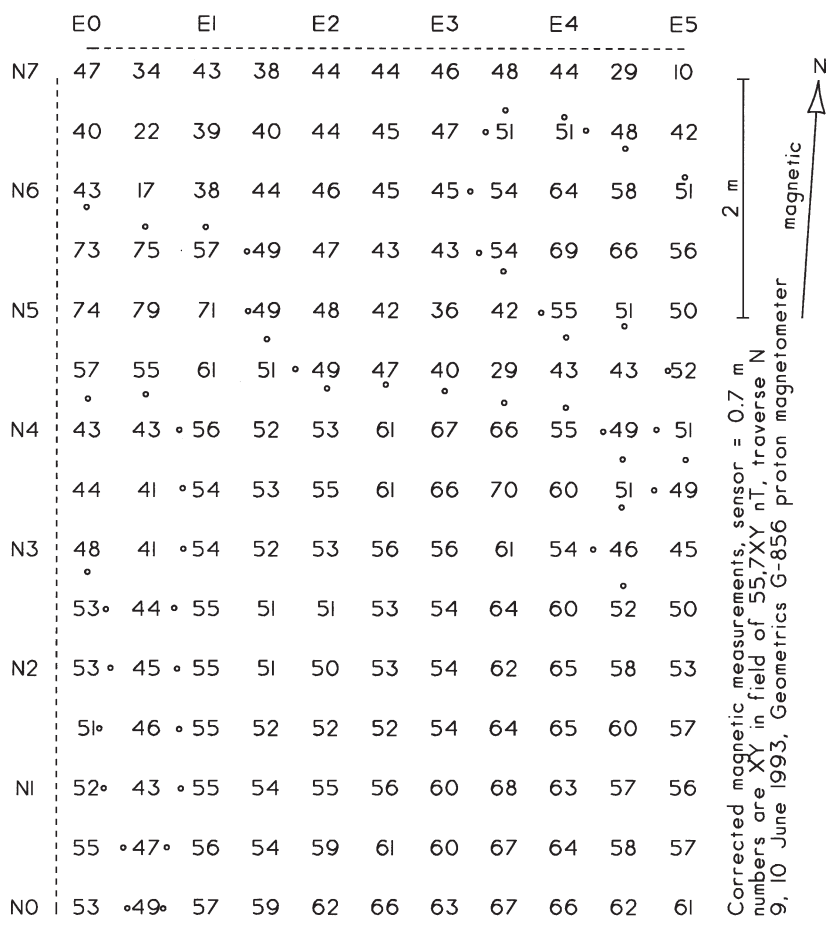 E0 E1 E2 E3 E4 E5
N7 47 34 43 38 44 44 46 48 44 29 10
40 22 39 40 44 45 47 51 51 48 42
N6 43 17 38 44 46 45 45 54 64 58 51
73 75 57 49 47 43 43 54 69 66 56
N5 74 79 71 49 48 42 36 42 55 51 50
57 55 61 51 49 47 40 29 43 43 52
N4 43 43 56 52 53 61 67 66 55 49 51
44 41 54 53 55 61 66 70 60 51 49
N3 48 41 54 52 53 56 56 61 54 46 45
53 44 55 51 51 53 54 64 60 52 50
N2 53 45 55 51 50 53 54 62 65 58 53
51 46 55 52 52 52 54 64 65 60 57
N1 52 43 55 54 55 56 60 68 63 57 56
55 47 56 54 59 61 60 67 64 58 57
N0 53 49 57 59 62 66 63 67 66 62 61
2 m
N
magnetic
Corrected magnetic measurements, sensor = 0.7 m
numbers are XY in field of 55,7XY nT, traverse N
9, 10 June 1993, Geometrics G-856 proton magnetometer